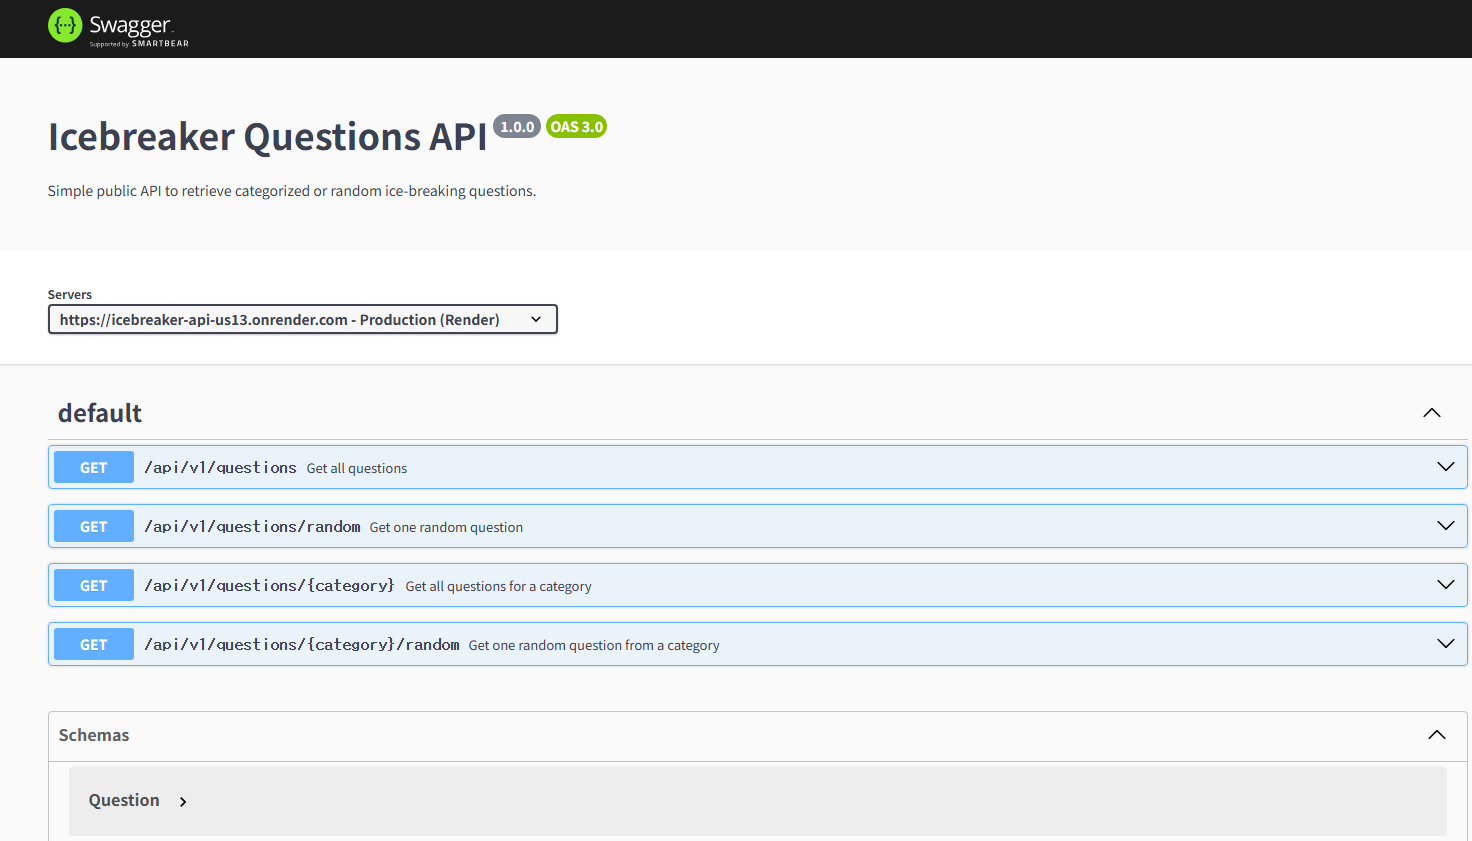 {···} Swagger
Supported by SMARTBEAR
Icebreaker Questions API 1.0.0 OAS 3.0
Simple public API to retrieve categorized or random ice-breaking questions.
Servers
https://icebreaker-api-us13.onrender.com - Production (Render)
default
GET /api/v1/questions Get all questions
GET /api/v1/questions/random Get one random question
GET /api/v1/questions/{category} Get all questions for a category
GET /api/v1/questions/{category}/random Get one random question from a category
Schemas
Question